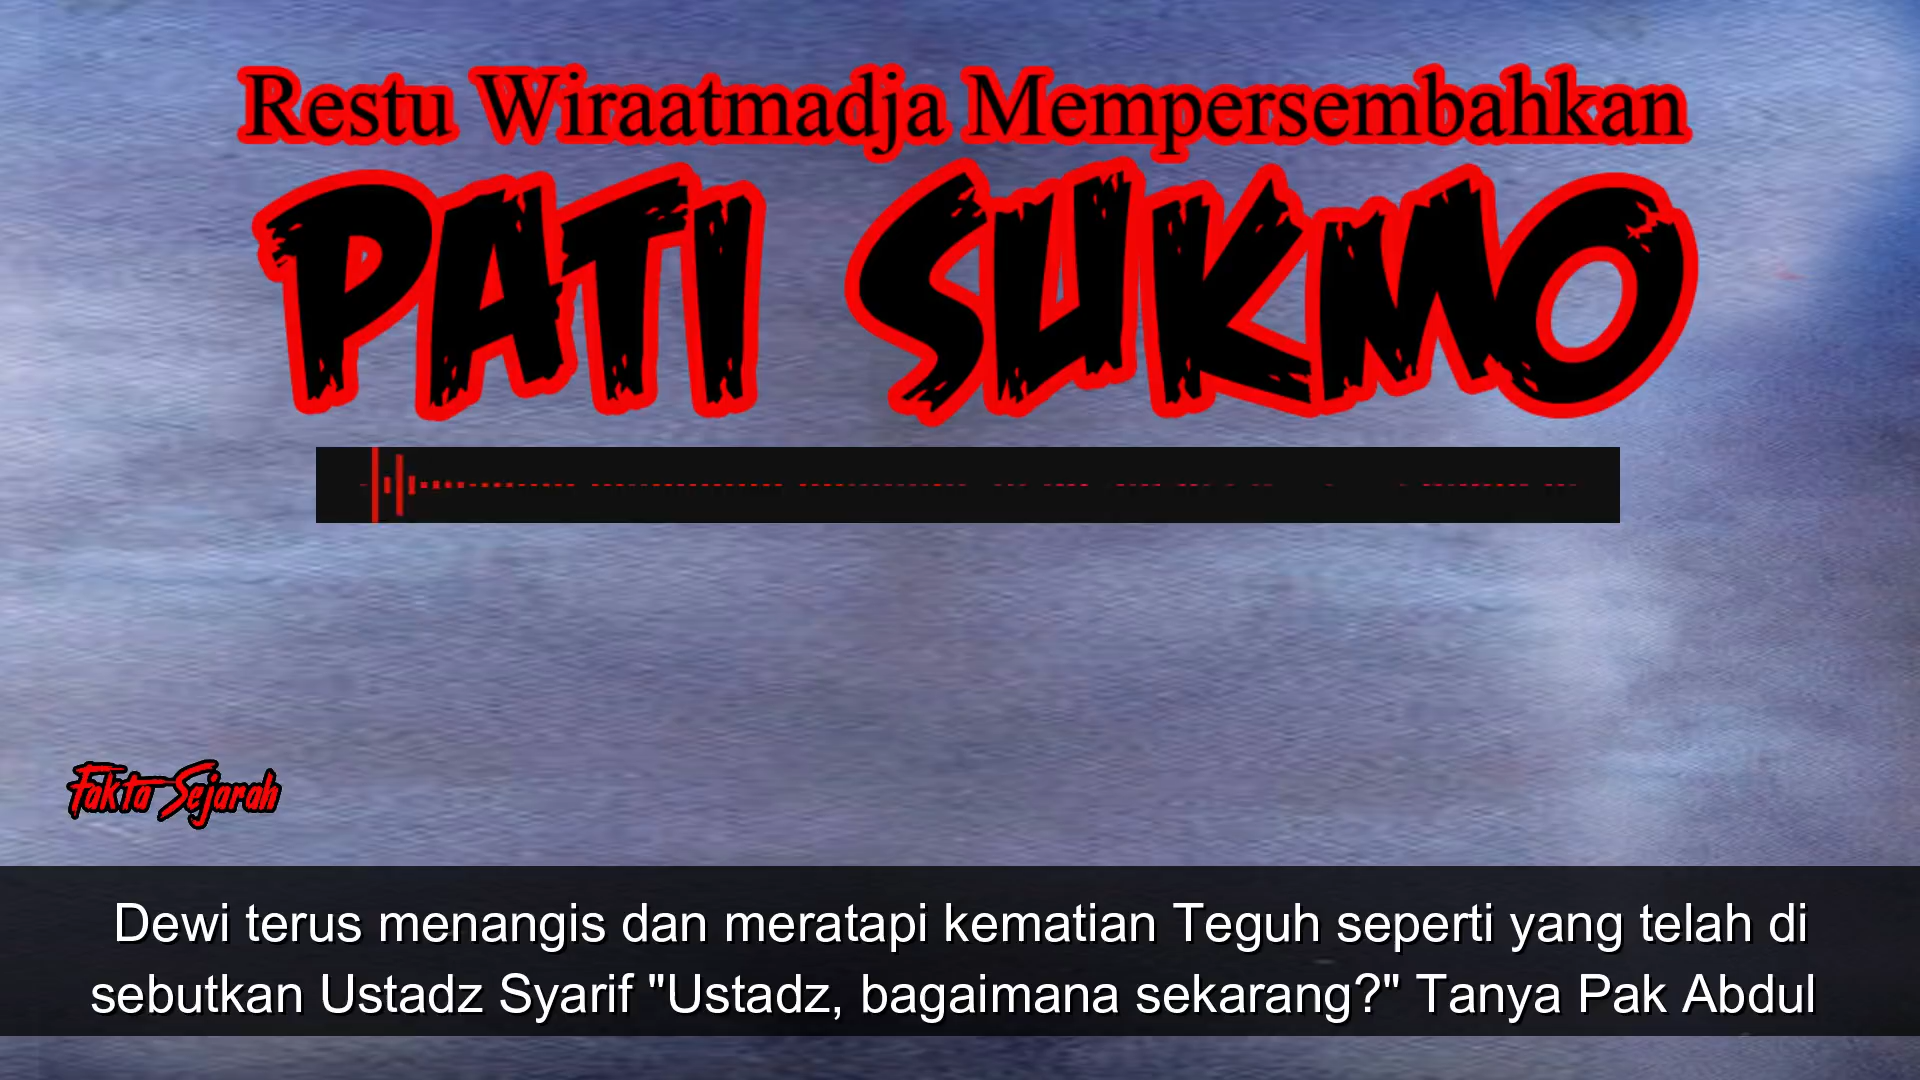 Restu Wiraatmadja Mempersembahkan
PATI SUKMO
Fakta Sejarah
Dewi terus menangis dan meratapi kematian Teguh seperti yang telah di
sebutkan Ustadz Syarif "Ustadz, bagaimana sekarang?" Tanya Pak Abdul